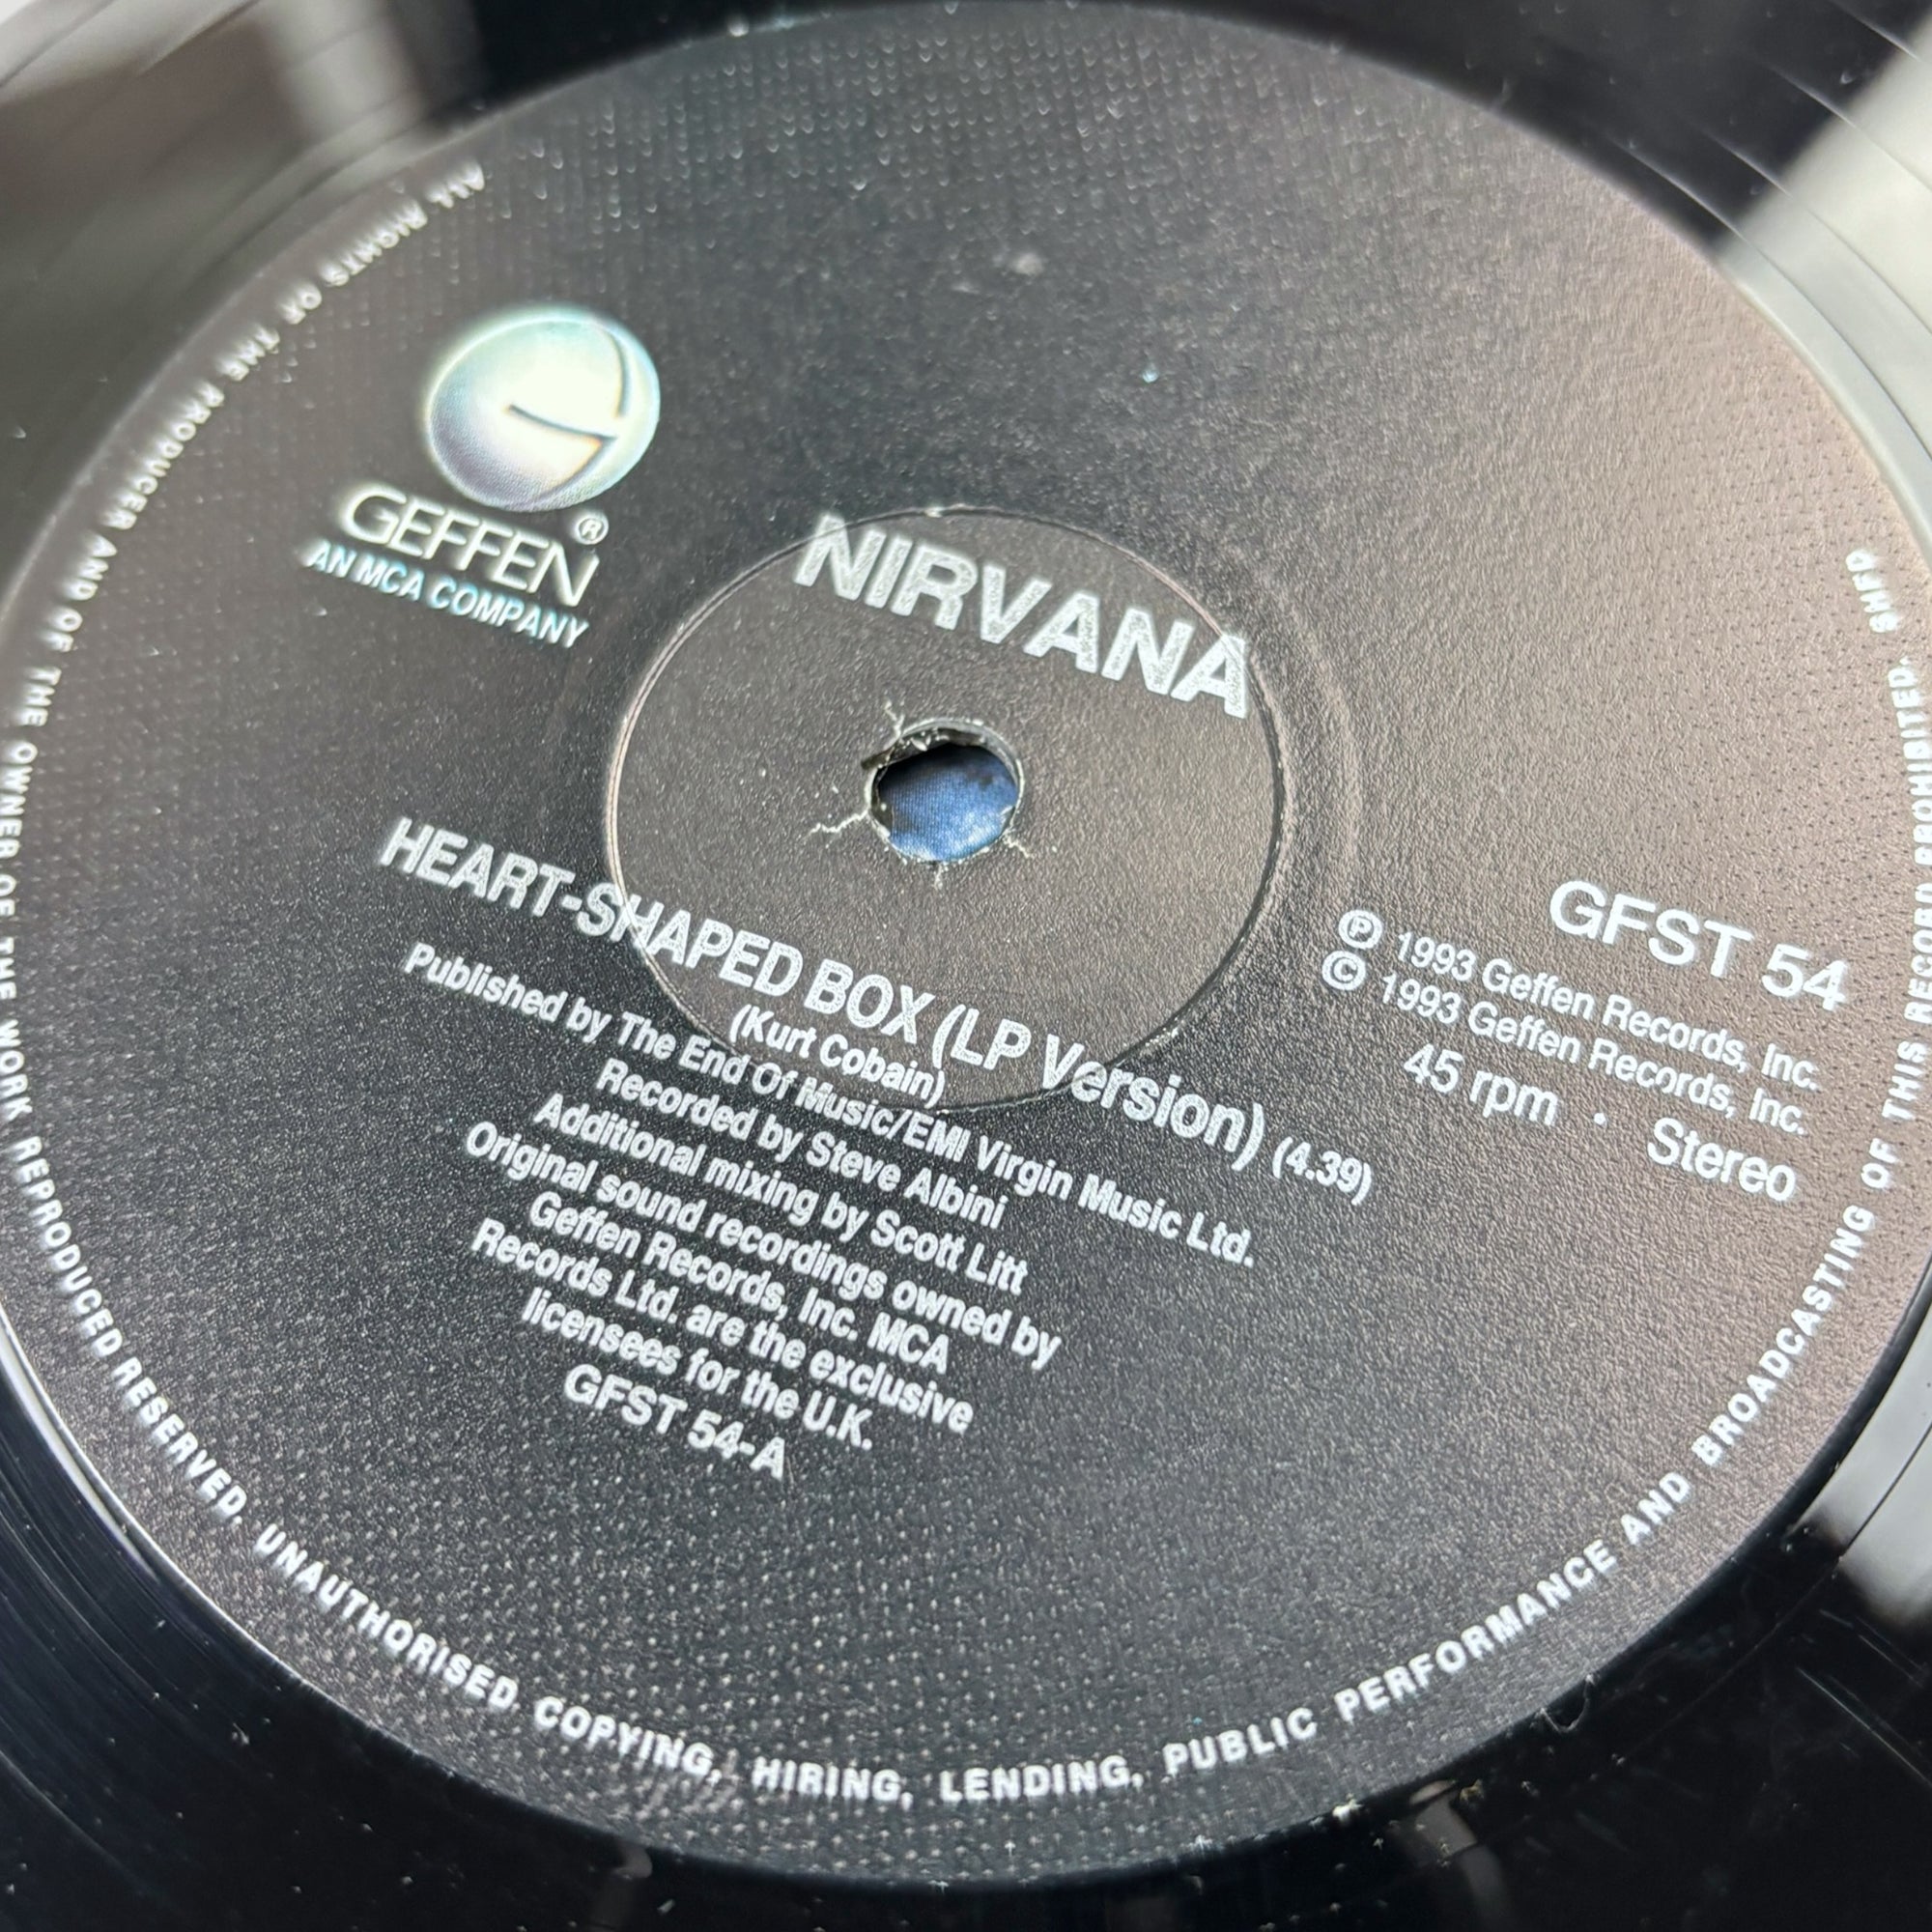 GEFFEN®
AN MCA COMPANY
NIRVANA
HEART-SHAPED BOX (LP Version) (4.39)
(Kurt Cobain)
Published by The End Of Music/EMI Virgin Music Ltd.
Recorded by Steve Albini
Additional mixing by Scott Litt
Original sound recordings owned by
Geffen Records, Inc. MCA
Records Ltd. are the exclusive
licensees for the U.K.
GFST 54-A
GFST 54
Ⓟ 1993 Geffen Records, Inc.
© 1993 Geffen Records, Inc.
45 rpm · Stereo
ALL RIGHTS OF THE PRODUCER AND OF THE OWNER OF THE WORK REPRODUCED RESERVED. UNAUTHORISED COPYING, HIRING, LENDING, PUBLIC PERFORMANCE AND BROADCASTING OF THIS RECORD PROHIBITED. SHFP